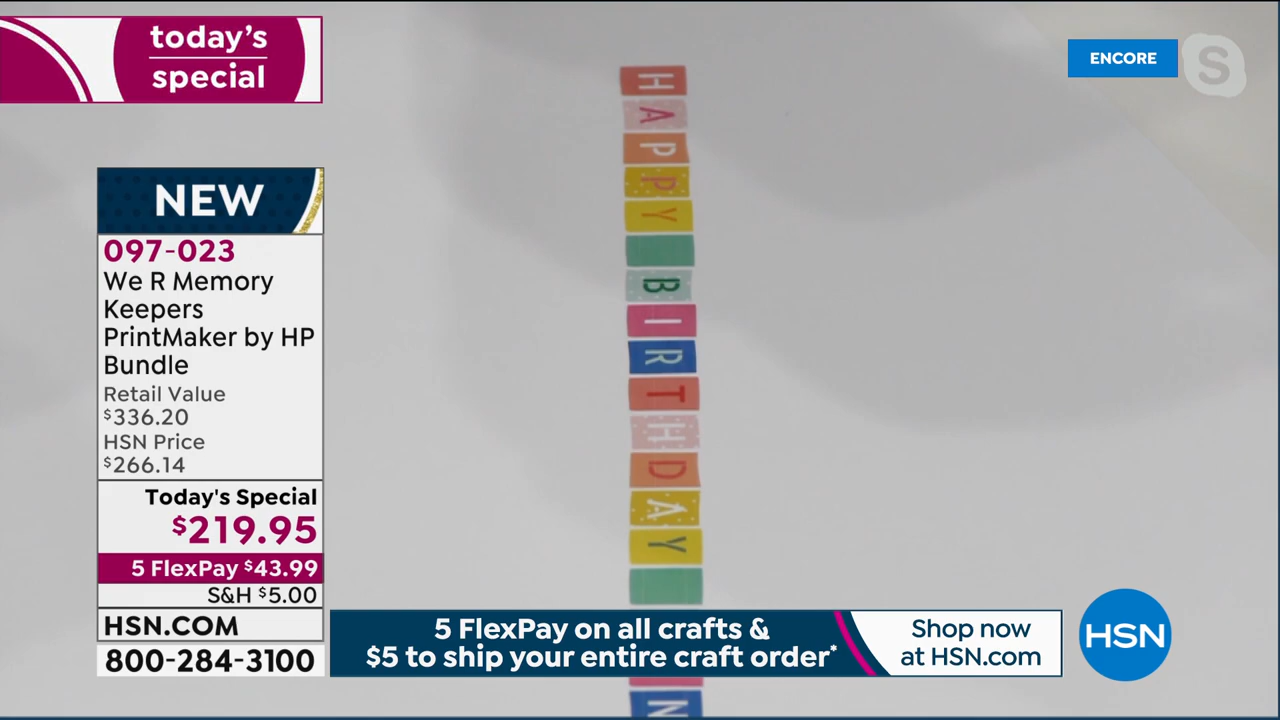 today's
special
ENCORE
S
NEW
097-023
We R Memory
Keepers
PrintMaker by HP
Bundle
Retail Value
$336.20
HSN Price
$266.14
Today's Special
$219.95
5 FlexPay $43.99
S&H $5.00
HSN.COM
800-284-3100
HAPPY BIRTHDAY
N
5 FlexPay on all crafts &
$5 to ship your entire craft order*
Shop now
at HSN.com
HSN